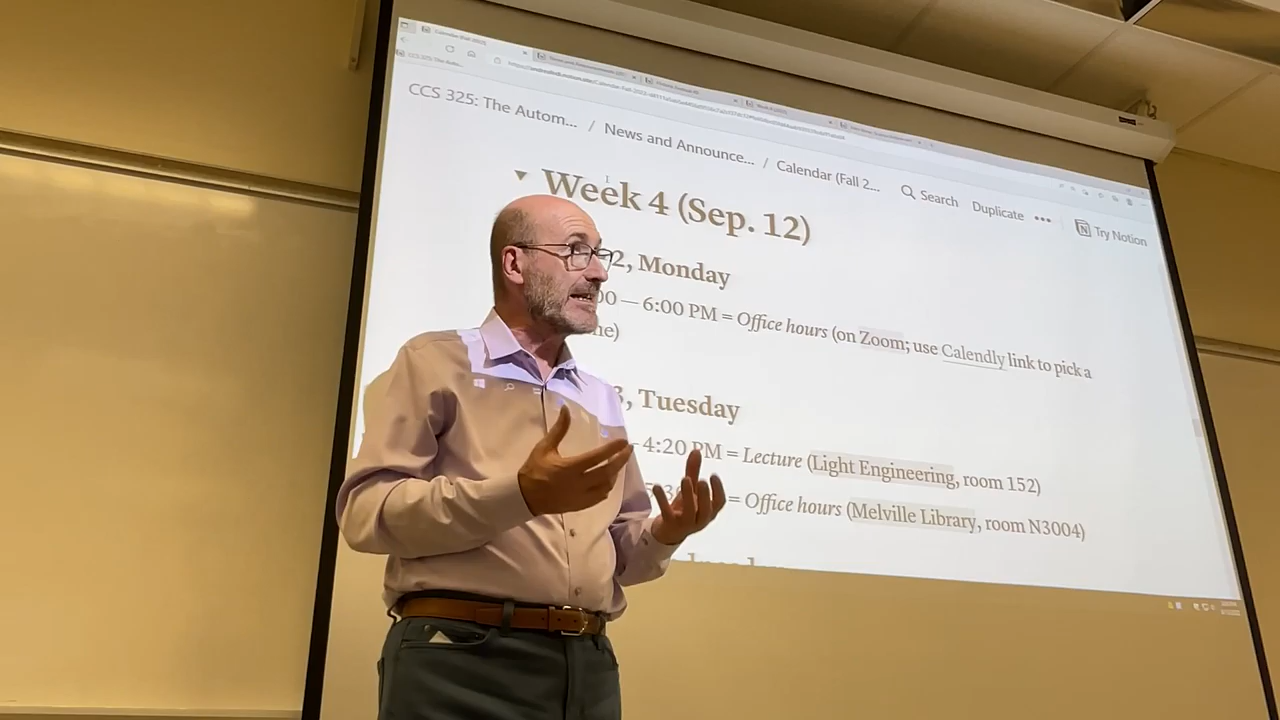 CCS 325: The Autom... / News and Announce... / Calendar (Fall 2... Search Duplicate ••• Try Notion
Week 4 (Sep. 12)
2, Monday
00 — 6:00 PM = Office hours (on Zoom; use Calendly link to pick a
me)
3, Tuesday
– 4:20 PM = Lecture (Light Engineering, room 152)
= Office hours (Melville Library, room N3004)